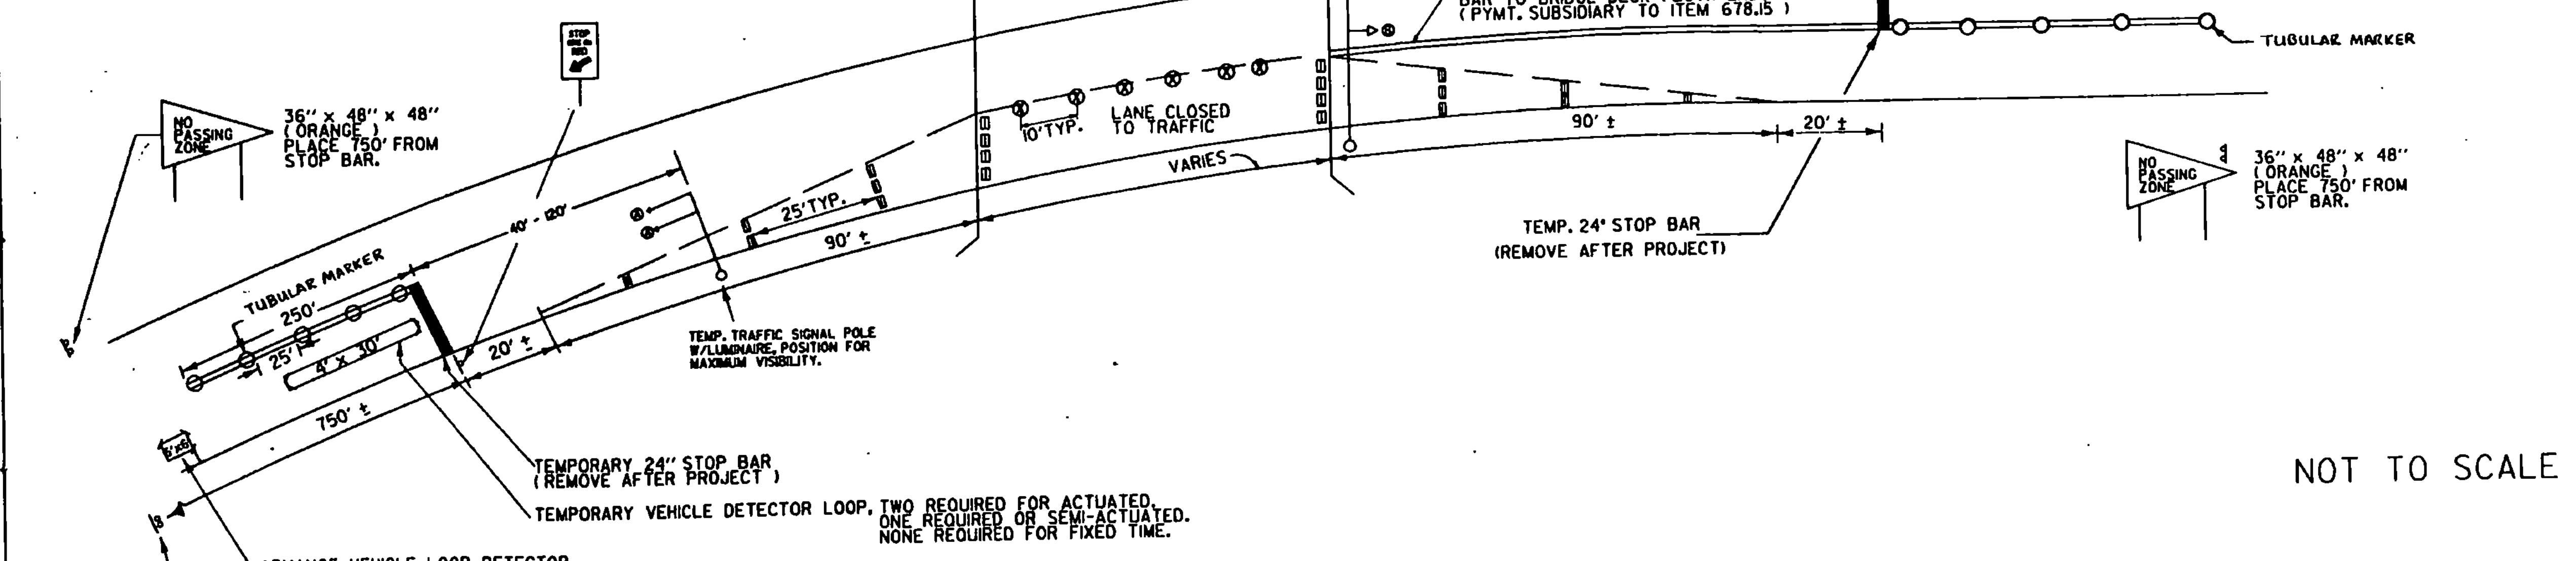 (PYMT. SUBSIDIARY TO ITEM 678.15 )
TUBULAR MARKER
STOP
RED
NO
PASSING
ZONE
36" x 48" x 48"
( ORANGE )
PLACE 750' FROM
STOP BAR.
10' TYP.
LANE CLOSED
TO TRAFFIC
90' ±
20' ±
VARIES
NO
PASSING
ZONE
36" x 48" x 48"
( ORANGE )
PLACE 750' FROM
STOP BAR.
40' - 120'
25' TYP.
90' ±
TEMP. 24" STOP BAR
(REMOVE AFTER PROJECT)
TUBULAR MARKER
250'
25'
4' x 30'
20' ±
TEMP. TRAFFIC SIGNAL POLE
W/LUMINAIRE, POSITION FOR
MAXIMUM VISIBILITY.
750' ±
TEMPORARY 24" STOP BAR
( REMOVE AFTER PROJECT )
TEMPORARY VEHICLE DETECTOR LOOP, TWO REQUIRED FOR ACTUATED,
ONE REQUIRED OR SEMI-ACTUATED.
NONE REQUIRED FOR FIXED TIME.
NOT TO SCALE
VEHICLE LOOP DETECTOR